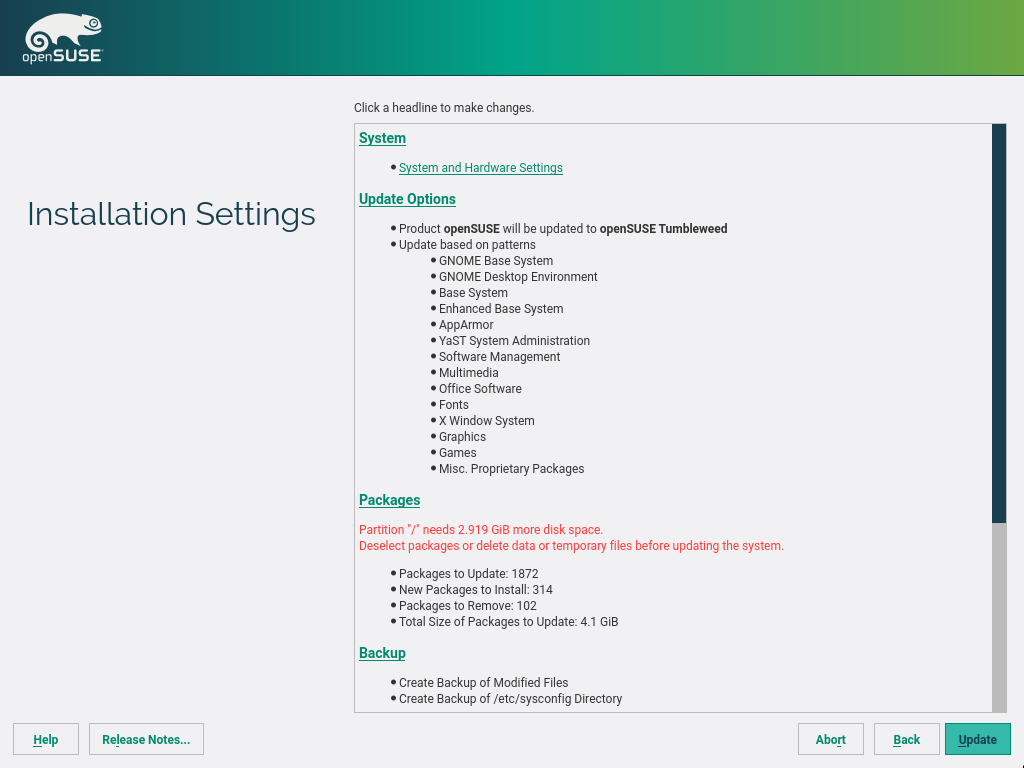 openSUSE
Click a headline to make changes.
System
System and Hardware Settings
Installation Settings
Update Options
Product openSUSE will be updated to openSUSE Tumbleweed
Update based on patterns
GNOME Base System
GNOME Desktop Environment
Base System
Enhanced Base System
AppArmor
YaST System Administration
Software Management
Multimedia
Office Software
Fonts
X Window System
Graphics
Games
Misc. Proprietary Packages
Packages
Partition "/" needs 2.919 GiB more disk space.
Deselect packages or delete data or temporary files before updating the system.
Packages to Update: 1872
New Packages to Install: 314
Packages to Remove: 102
Total Size of Packages to Update: 4.1 GiB
Backup
Create Backup of Modified Files
Create Backup of /etc/sysconfig Directory
Help
Release Notes...
Abort
Back
Update